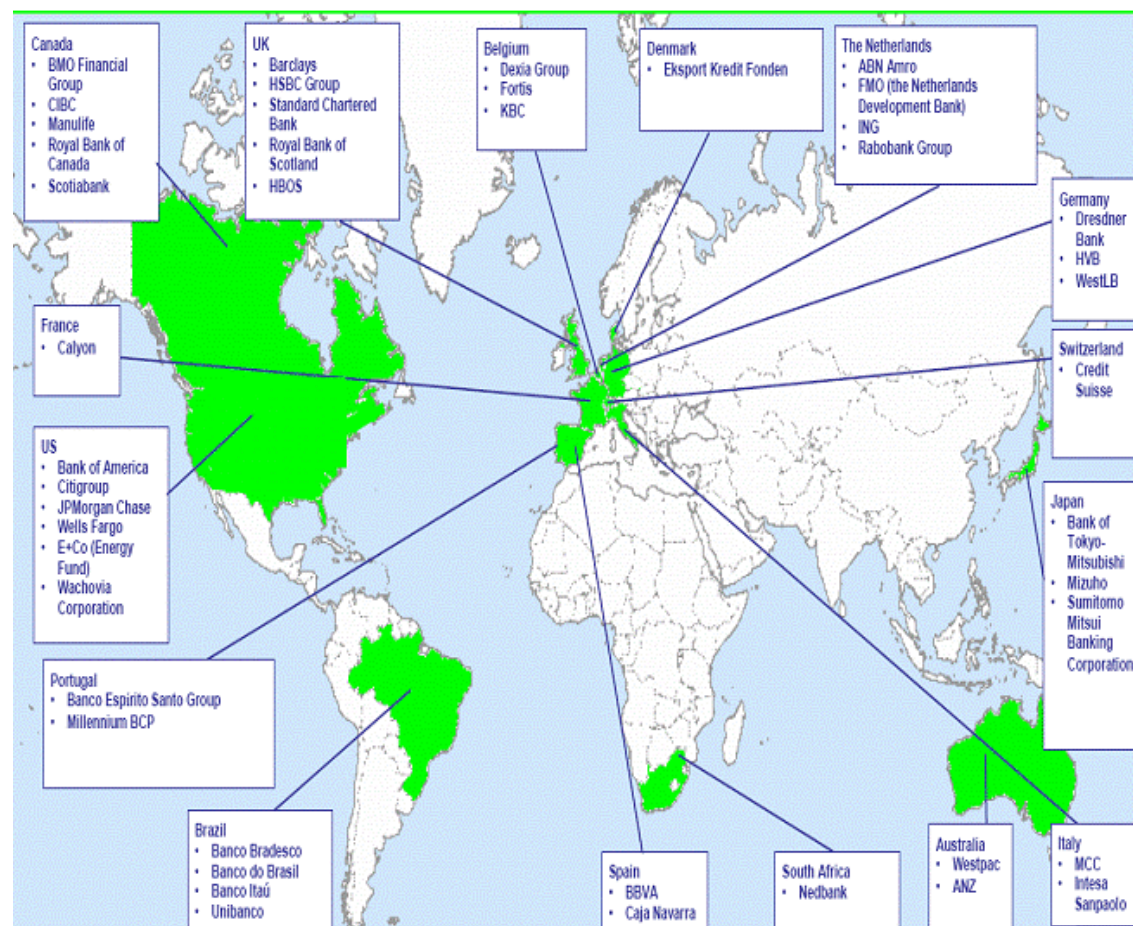 Canada
• BMO Financial
Group
• CIBC
• Manulife
• Royal Bank of
Canada
• Scotiabank
UK
• Barclays
• HSBC Group
• Standard Chartered
Bank
• Royal Bank of
Scotland
• HBOS
Belgium
• Dexia Group
• Fortis
• KBC
Denmark
• Eksport Kredit Fonden
The Netherlands
• ABN Amro
• FMO (the Netherlands
Development Bank)
• ING
• Rabobank Group
Germany
• Dresdner
Bank
• HVB
• WestLB
France
• Calyon
Switzerland
• Credit
Suisse
US
• Bank of America
• Citigroup
• JPMorgan Chase
• Wells Fargo
• E+Co (Energy
Fund)
• Wachovia
Corporation
Japan
• Bank of
Tokyo-
Mitsubishi
• Mizuho
• Sumitomo
Mitsui
Banking
Corporation
Portugal
• Banco Espirito Santo Group
• Millennium BCP
Brazil
• Banco Bradesco
• Banco do Brasil
• Banco Itaú
• Unibanco
Spain
• BBVA
• Caja Navarra
South Africa
• Nedbank
Australia
• Westpac
• ANZ
Italy
• MCC
• Intesa
Sanpaolo